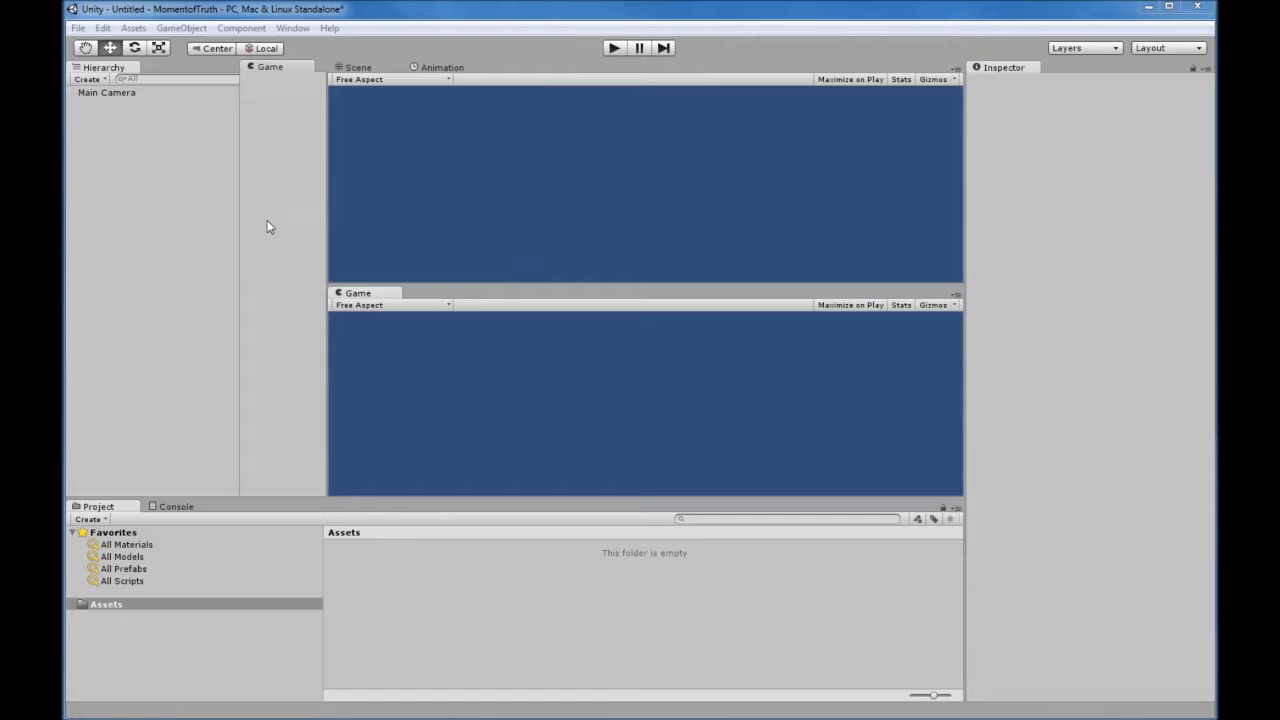 Unity - Untitled - MomentofTruth - PC, Mac & Linux Standalone*
File Edit Assets GameObject Component Window Help
Center Local Layers Layout
Hierarchy Game Scene Animation Inspector
Create All Free Aspect Maximize on Play Stats Gizmos
Main Camera
Game
Free Aspect Maximize on Play Stats Gizmos
Project Console
Create
Favorites Assets
All Materials
All Models This folder is empty
All Prefabs
All Scripts
Assets